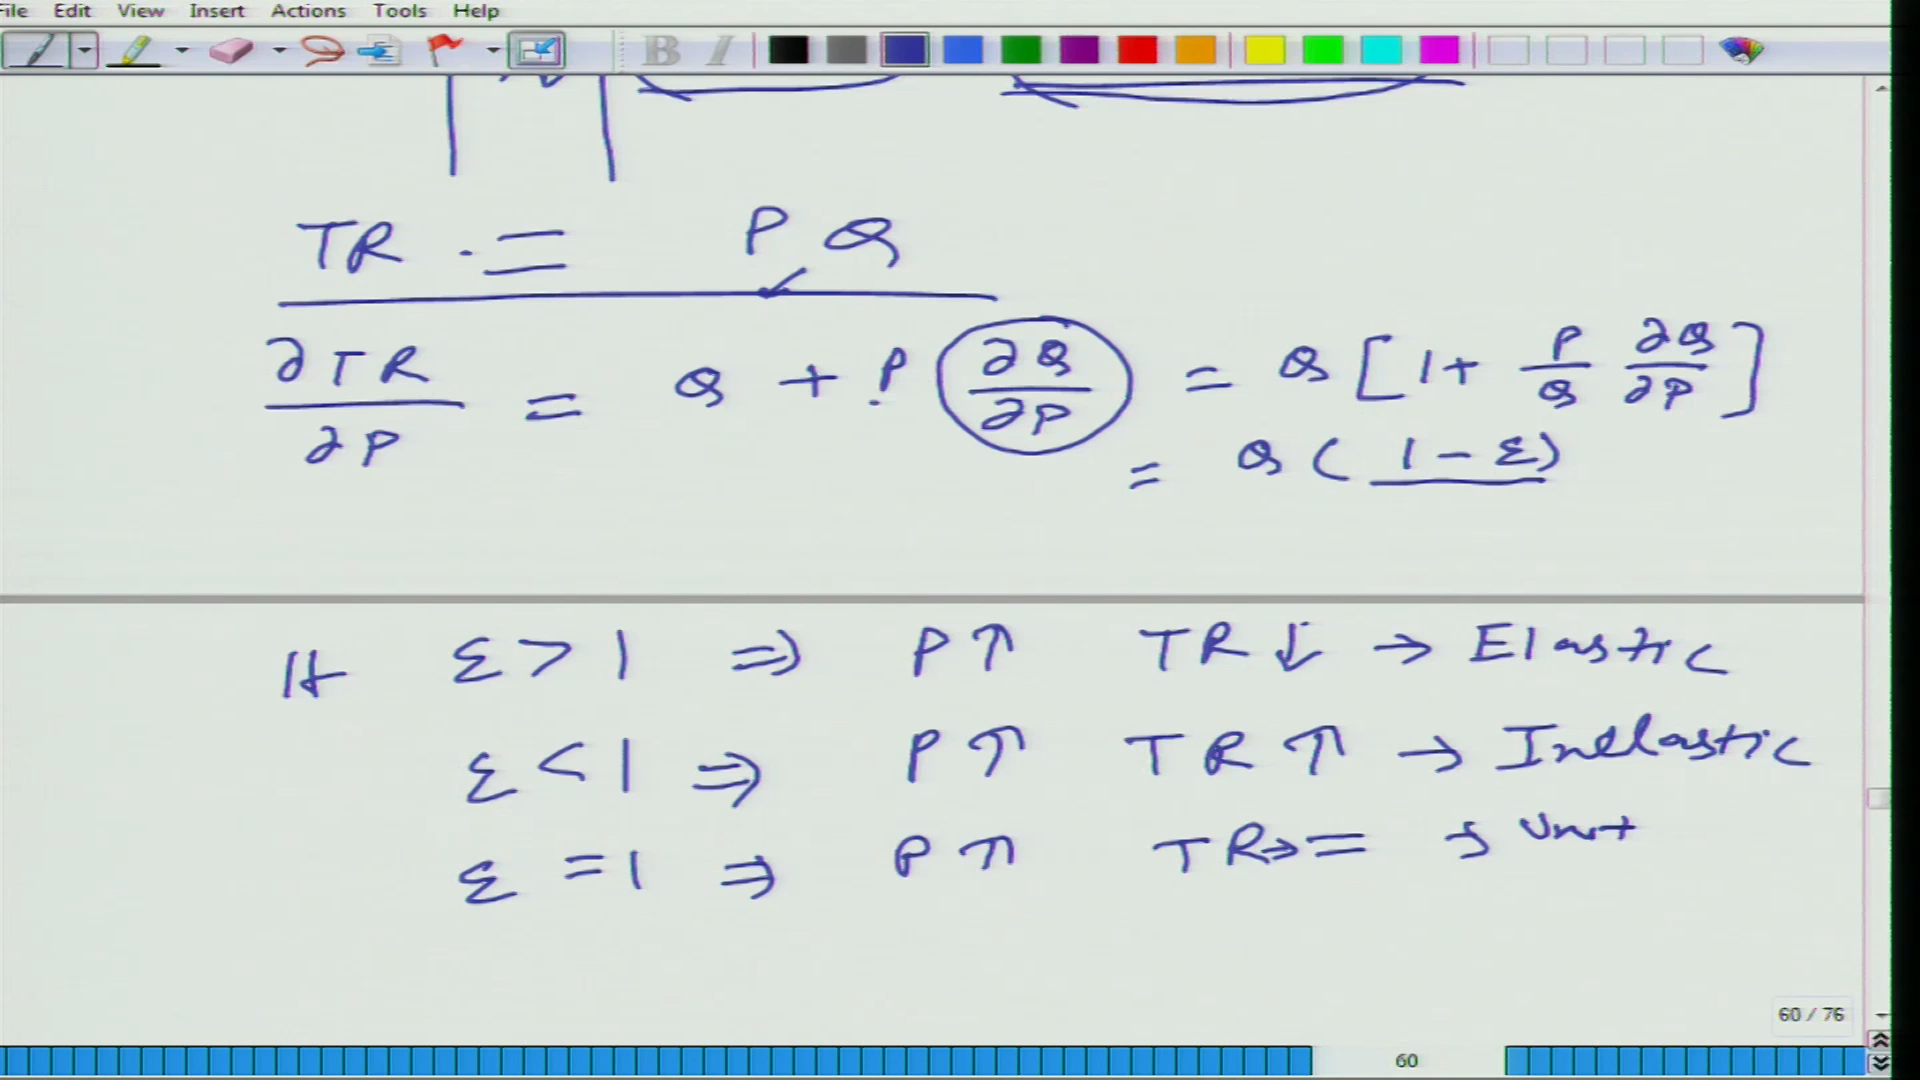 File Edit View Insert Actions Tools Help
B I
TR = PQ
∂TR/∂P = Q + P ∂Q/∂P = Q [1 + P/Q ∂Q/∂P]
= Q (1 - Σ)
If Σ > 1 ⇒ P↑ TR↓ → Elastic
Σ < 1 ⇒ P↑ TR↑ → Inelastic
Σ = 1 ⇒ P↑ TR→ = → Unit
60 / 76
60